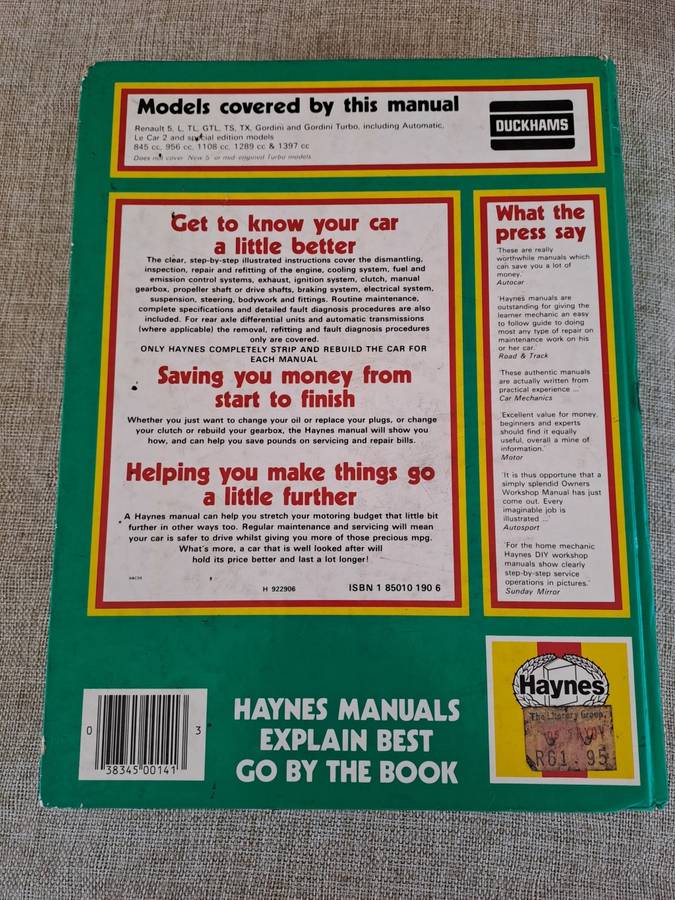 Models covered by this manual
Renault 5, L, TL, GTL, TS, TX, Gordini and Gordini Turbo, including Automatic,
Le Car 2 and special edition models
845 cc, 956 cc, 1108 cc, 1289 cc & 1397 cc
Does not cover New 5 or mid-engined Turbo models
DUCKHAMS
Get to know your car
a little better
The clear, step-by-step illustrated instructions cover the dismantling,
inspection, repair and refitting of the engine, cooling system, fuel and
emission control systems, exhaust, ignition system, clutch, manual
gearbox, propeller shaft or drive shafts, braking system, electrical system,
suspension, steering, bodywork and fittings. Routine maintenance,
complete specifications and detailed fault diagnosis procedures are also
included. For rear axle differential units and automatic transmissions
(where applicable) the removal, refitting and fault diagnosis procedures
only are covered.
ONLY HAYNES COMPLETELY STRIP AND REBUILD THE CAR FOR
EACH MANUAL
Saving you money from
start to finish
Whether you just want to change your oil or replace your plugs, or change
your clutch or rebuild your gearbox, the Haynes manual will show you
how, and can help you save pounds on servicing and repair bills.
Helping you make things go
a little further
A Haynes manual can help you stretch your motoring budget that little bit
further in other ways too. Regular maintenance and servicing will mean
your car is safer to drive whilst giving you more of those precious mpg.
What's more, a car that is well looked after will
hold its price better and last a lot longer!
H 922906
ISBN 1 85010 190 6
What the
press say
'These are really
worthwhile manuals which
can save you a lot of
money.'
Autocar
'Haynes manuals are
outstanding for giving the
learner mechanic an easy
to follow guide to doing
most any type of repair on
maintenance work on his
or her car.'
Road & Track
'These authentic manuals
are actually written from
practical experience ...'
Car Mechanics
'Excellent value for money,
beginners and experts
should find it equally
useful, overall a mine of
information.'
Motor
'It is thus opportune that a
simply splendid Owners
Workshop Manual has just
come out. Every
imaginable job is
illustrated ...'
Autosport
'For the home mechanic
Haynes DIY workshop
manuals show clearly
step-by-step service
operations in pictures.'
Sunday Mirror
0 38345 00141 3
HAYNES MANUALS
EXPLAIN BEST
GO BY THE BOOK
Haynes
The Literary Group
R61.95